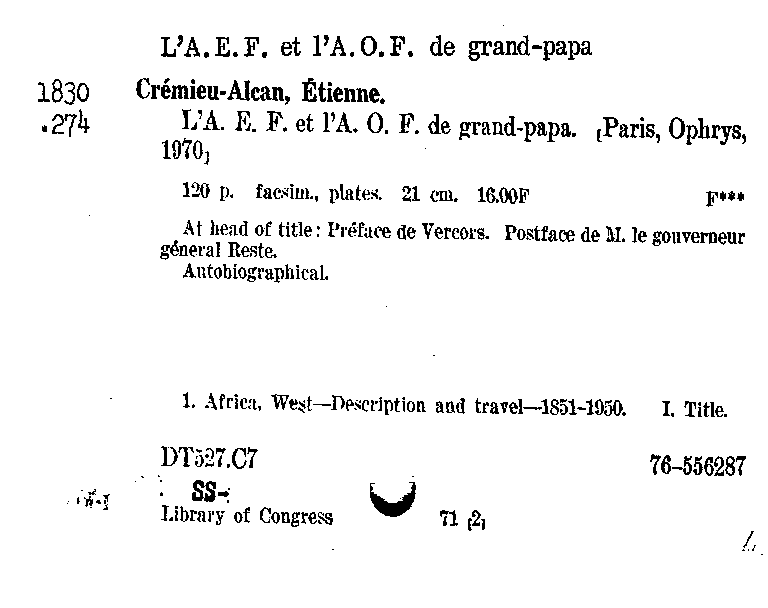 L'A.E.F. et l'A.O.F. de grand-papa
1830 Crémieu-Alcan, Étienne.
.274 L'A. E. F. et l'A. O. F. de grand-papa. [Paris, Ophrys,
1970]
120 p. facsim., plates. 21 cm. 16.00F F***
At head of title: Préface de Vercors. Postface de M. le gouverneur
géneral Reste.
Autobiographical.
1. Africa, West—Description and travel—1851-1950. I. Title.
DT527.C7 76-556287
SS-
Library of Congress 71 [2]